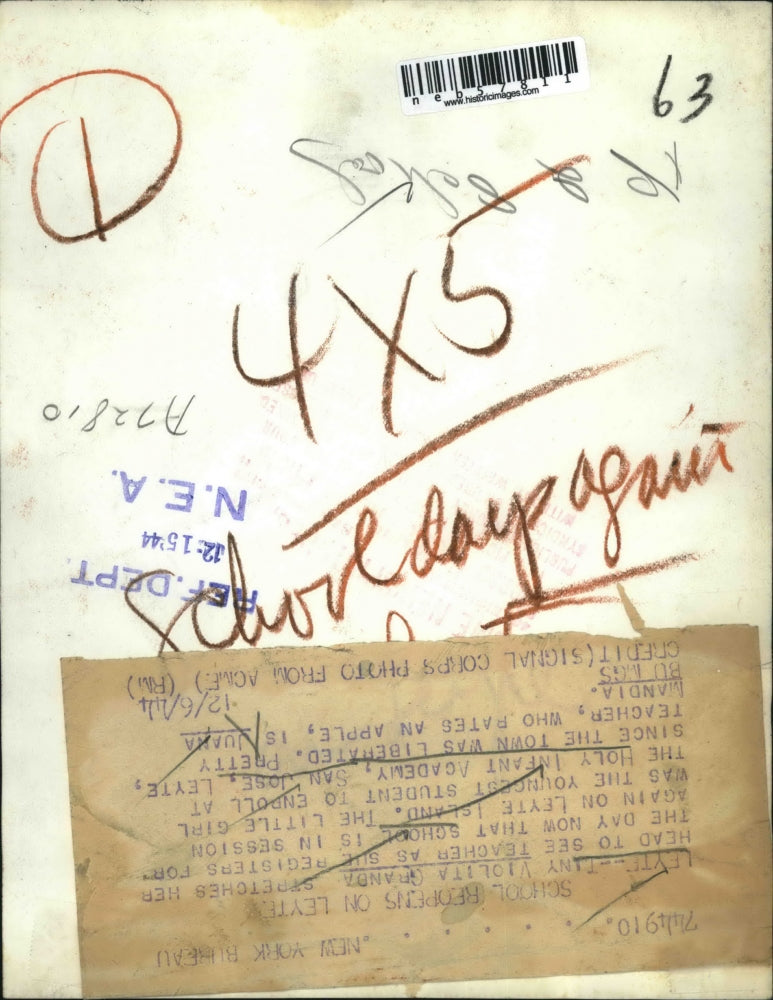 neb57811
www.historicimages.com
63
1
4x5
A72810
N.E.A.
12·15'44
REF. DEPT.
School days again
744910. . . . . . . NEW YORK BUREAU
SCHOOL REOPENS ON LEYTE
LEYTE--TINY VIOLITA GRANDA STRETCHES HER
HEAD TO SEE TEACHER AS SHE REGISTERS FOR
THE DAY NOW THAT SCHOOL IS IN SESSION
AGAIN ON LEYTE ISLAND. THE LITTLE GIRL
WAS THE YOUNGEST STUDENT TO ENROLL AT
THE HOLY INFANT ACADEMY, SAN JOSE, LEYTE,
SINCE THE TOWN WAS LIBERATED. PRETTY
TEACHER, WHO RATES AN APPLE, IS JUANA
MANDIA.
BU MGS 12/6/44
CREDIT (SIGNAL CORPS PHOTO FROM ACME) (RM)